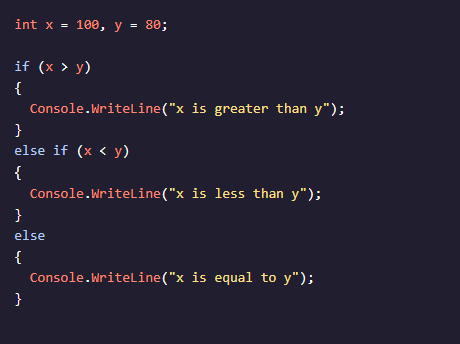 int x = 100, y = 80;
if (x > y)
{
Console.WriteLine("x is greater than y");
}
else if (x < y)
{
Console.WriteLine("x is less than y");
}
else
{
Console.WriteLine("x is equal to y");
}